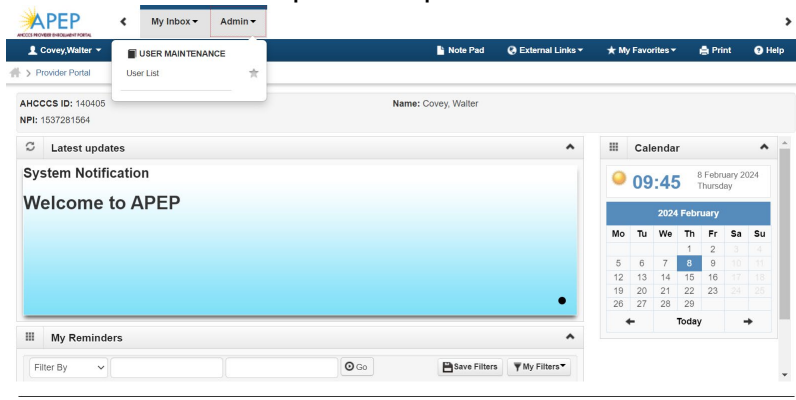 APEP
AHCCCS PROVIDER ENROLLMENT PORTAL
My Inbox
Admin
Covey,Walter
Note Pad
External Links
My Favorites
Print
Help
USER MAINTENANCE
User List
Provider Portal
AHCCCS ID: 140405
Name: Covey, Walter
NPI: 1537281564
Latest updates
System Notification
Welcome to APEP
Calendar
09:45
8 February 2024
Thursday
2024 February
Mo Tu We Th Fr Sa Su
1 2 3 4
5 6 7 8 9 10 11
12 13 14 15 16 17 18
19 20 21 22 23 24 25
26 27 28 29
Today
My Reminders
Filter By
Go
Save Filters
My Filters